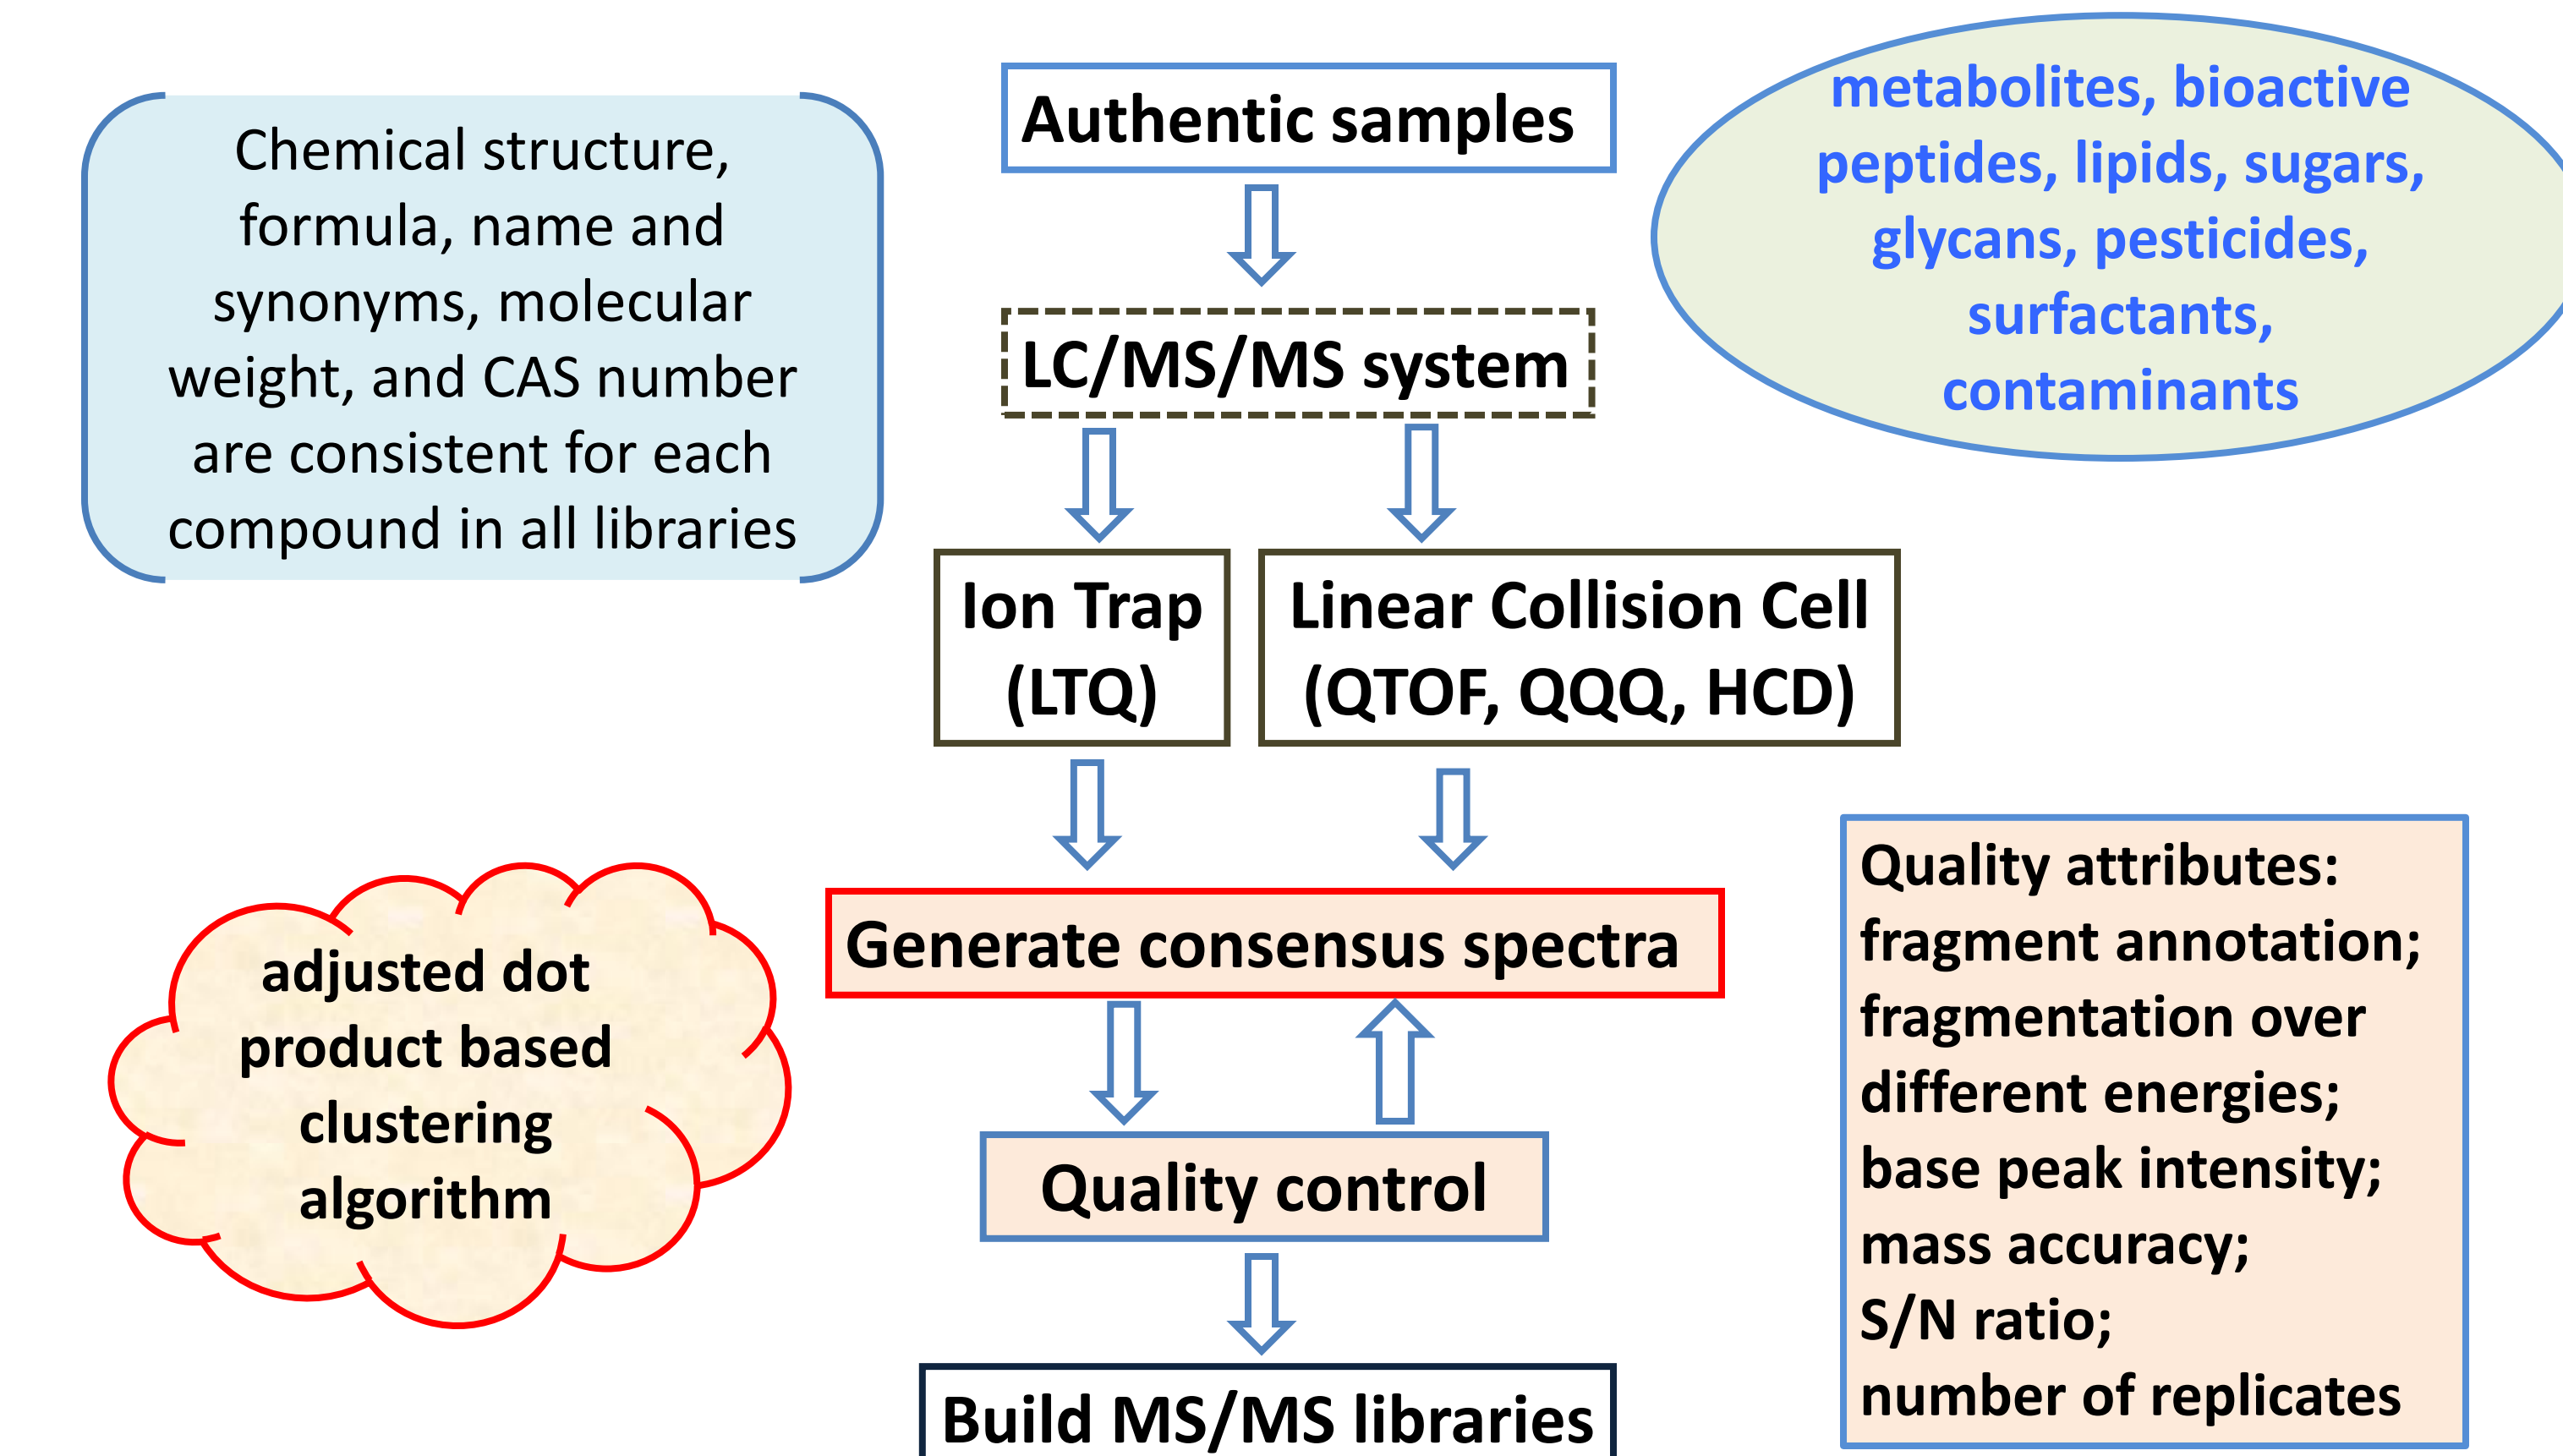 Authentic samples
metabolites, bioactive
peptides, lipids, sugars,
glycans, pesticides,
surfactants,
contaminants
Chemical structure,
formula, name and
synonyms, molecular
weight, and CAS number
are consistent for each
compound in all libraries
LC/MS/MS system
Ion Trap
(LTQ)
Linear Collision Cell
(QTOF, QQQ, HCD)
Generate consensus spectra
adjusted dot
product based
clustering
algorithm
Quality attributes:
fragment annotation;
fragmentation over
different energies;
base peak intensity;
mass accuracy;
S/N ratio;
number of replicates
Quality control
Build MS/MS libraries